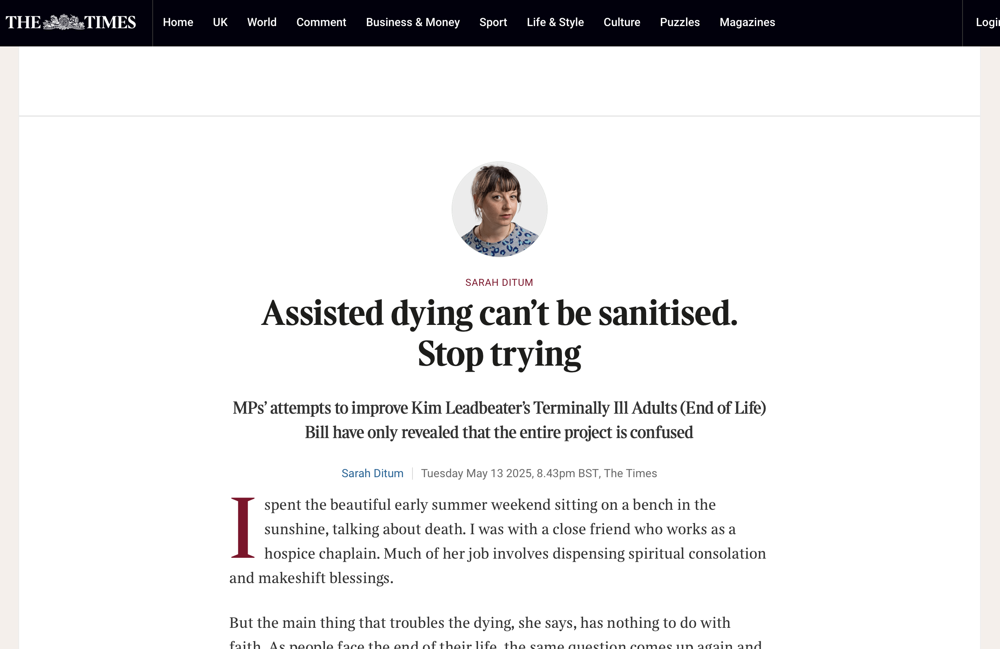 THE TIMES
Home
UK
World
Comment
Business & Money
Sport
Life & Style
Culture
Puzzles
Magazines
SARAH DITUM
Assisted dying can’t be sanitised.
Stop trying
MPs’ attempts to improve Kim Leadbeater’s Terminally Ill Adults (End of Life)
Bill have only revealed that the entire project is confused
Sarah Ditum
Tuesday May 13 2025, 8.43pm BST, The Times
I spent the beautiful early summer weekend sitting on a bench in the
sunshine, talking about death. I was with a close friend who works as a
hospice chaplain. Much of her job involves dispensing spiritual consolation
and makeshift blessings.
But the main thing that troubles the dying, she says, has nothing to do with
faith. As people face the end of their life, the same question comes up again and